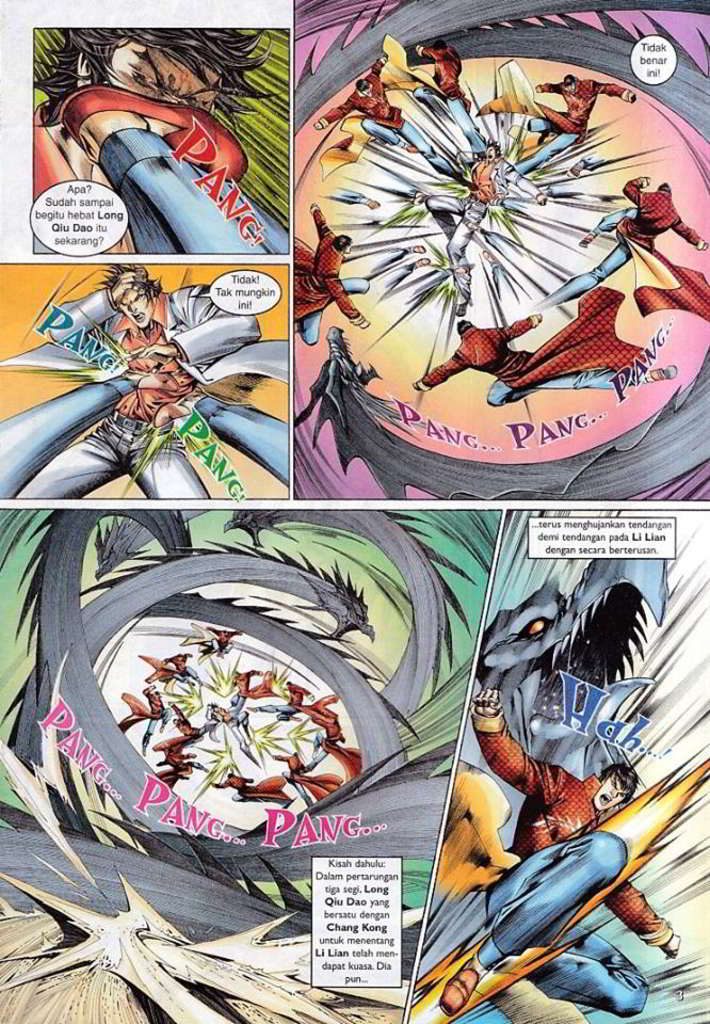 PANG!
Apa?
Sudah sampai
begitu hebat Long
Qiu Dao itu
sekarang?
Tidak
benar
ini!
PANG... PANG... PANG...
Tidak!
Tak mungkin
ini!
PANG!
PANG!
PANG... PANG... PANG...
Kisah dahulu:
Dalam pertarungan
tiga segi, Long
Qiu Dao yang
bersatu dengan
Chang Kong
untuk menentang
Li Lian telah men-
dapat kuasa. Dia
pun...
...terus menghujankan tendangan
demi tendangan pada Li Lian
dengan secara berterusan.
Hah...!
3